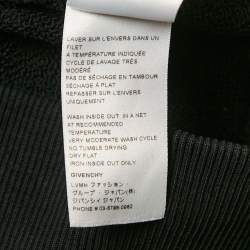 LAVER SUR L'ENVERS DANS UN
FILET
A TEMPÉRATURE INDIQUÉE
CYCLE DE LAVAGE TRÈS
MODÉRÉ
PAS DE SÉCHAGE EN TAMBOUR
SÉCHAGE À PLAT
REPASSER SUR L'ENVERS
UNIQUEMENT
WASH INSIDE OUT IN A NET
AT RECOMMENDED
TEMPERATURE
VERY MODERATE WASH CYCLE
NO TUMBLE DRYING
DRY FLAT
IRON INSIDE OUT ONLY
GIVENCHY
LVMH ファッション
グループ・ジャパン(株)
ジバンシィ ジャパン
PHONE